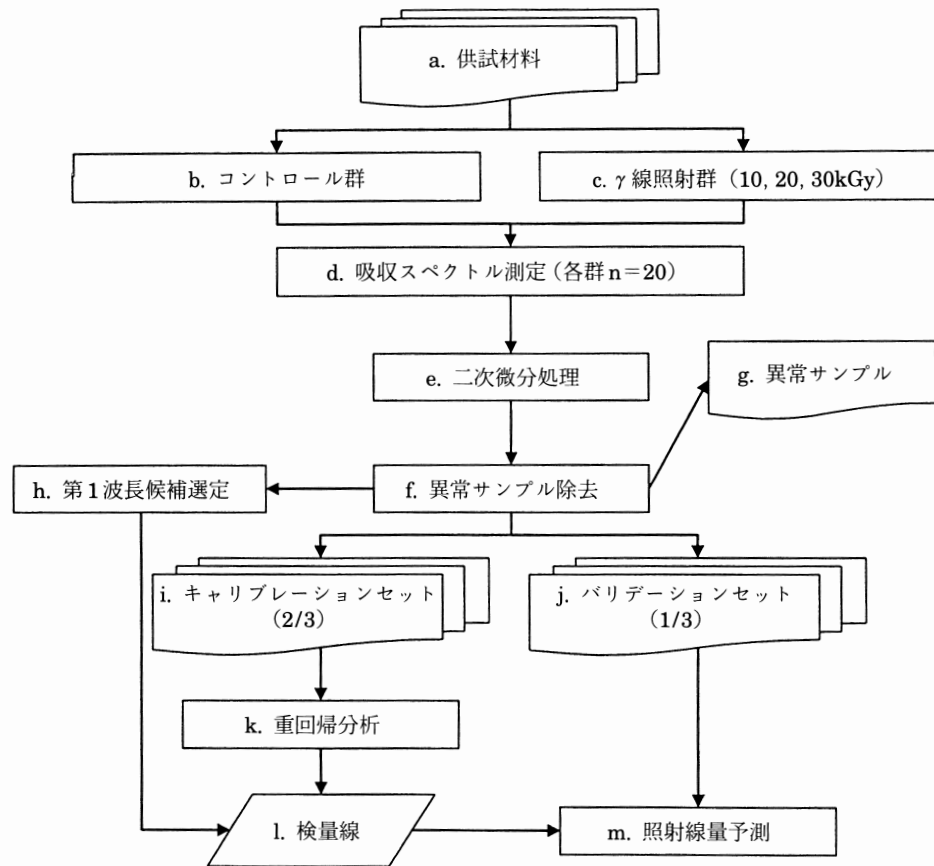 a. 供試材料
b. コントロール群
c. γ線照射群（10, 20, 30kGy）
d. 吸収スペクトル測定（各群n＝20）
e. 二次微分処理
g. 異常サンプル
h. 第1波長候補選定
f. 異常サンプル除去
i. キャリブレーションセット
（2/3）
j. バリデーションセット
（1/3）
k. 重回帰分析
l. 検量線
m. 照射線量予測